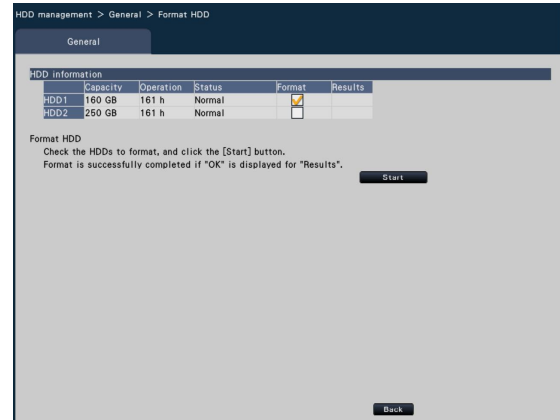 HDD management > General > Format HDD
General
HDD information
Capacity Operation Status Format Results
HDD1 160 GB 161 h Normal
HDD2 250 GB 161 h Normal
Format HDD
Check the HDDs to format, and click the [Start] button.
Format is successfully completed if "OK" is displayed for "Results".
Start
Back